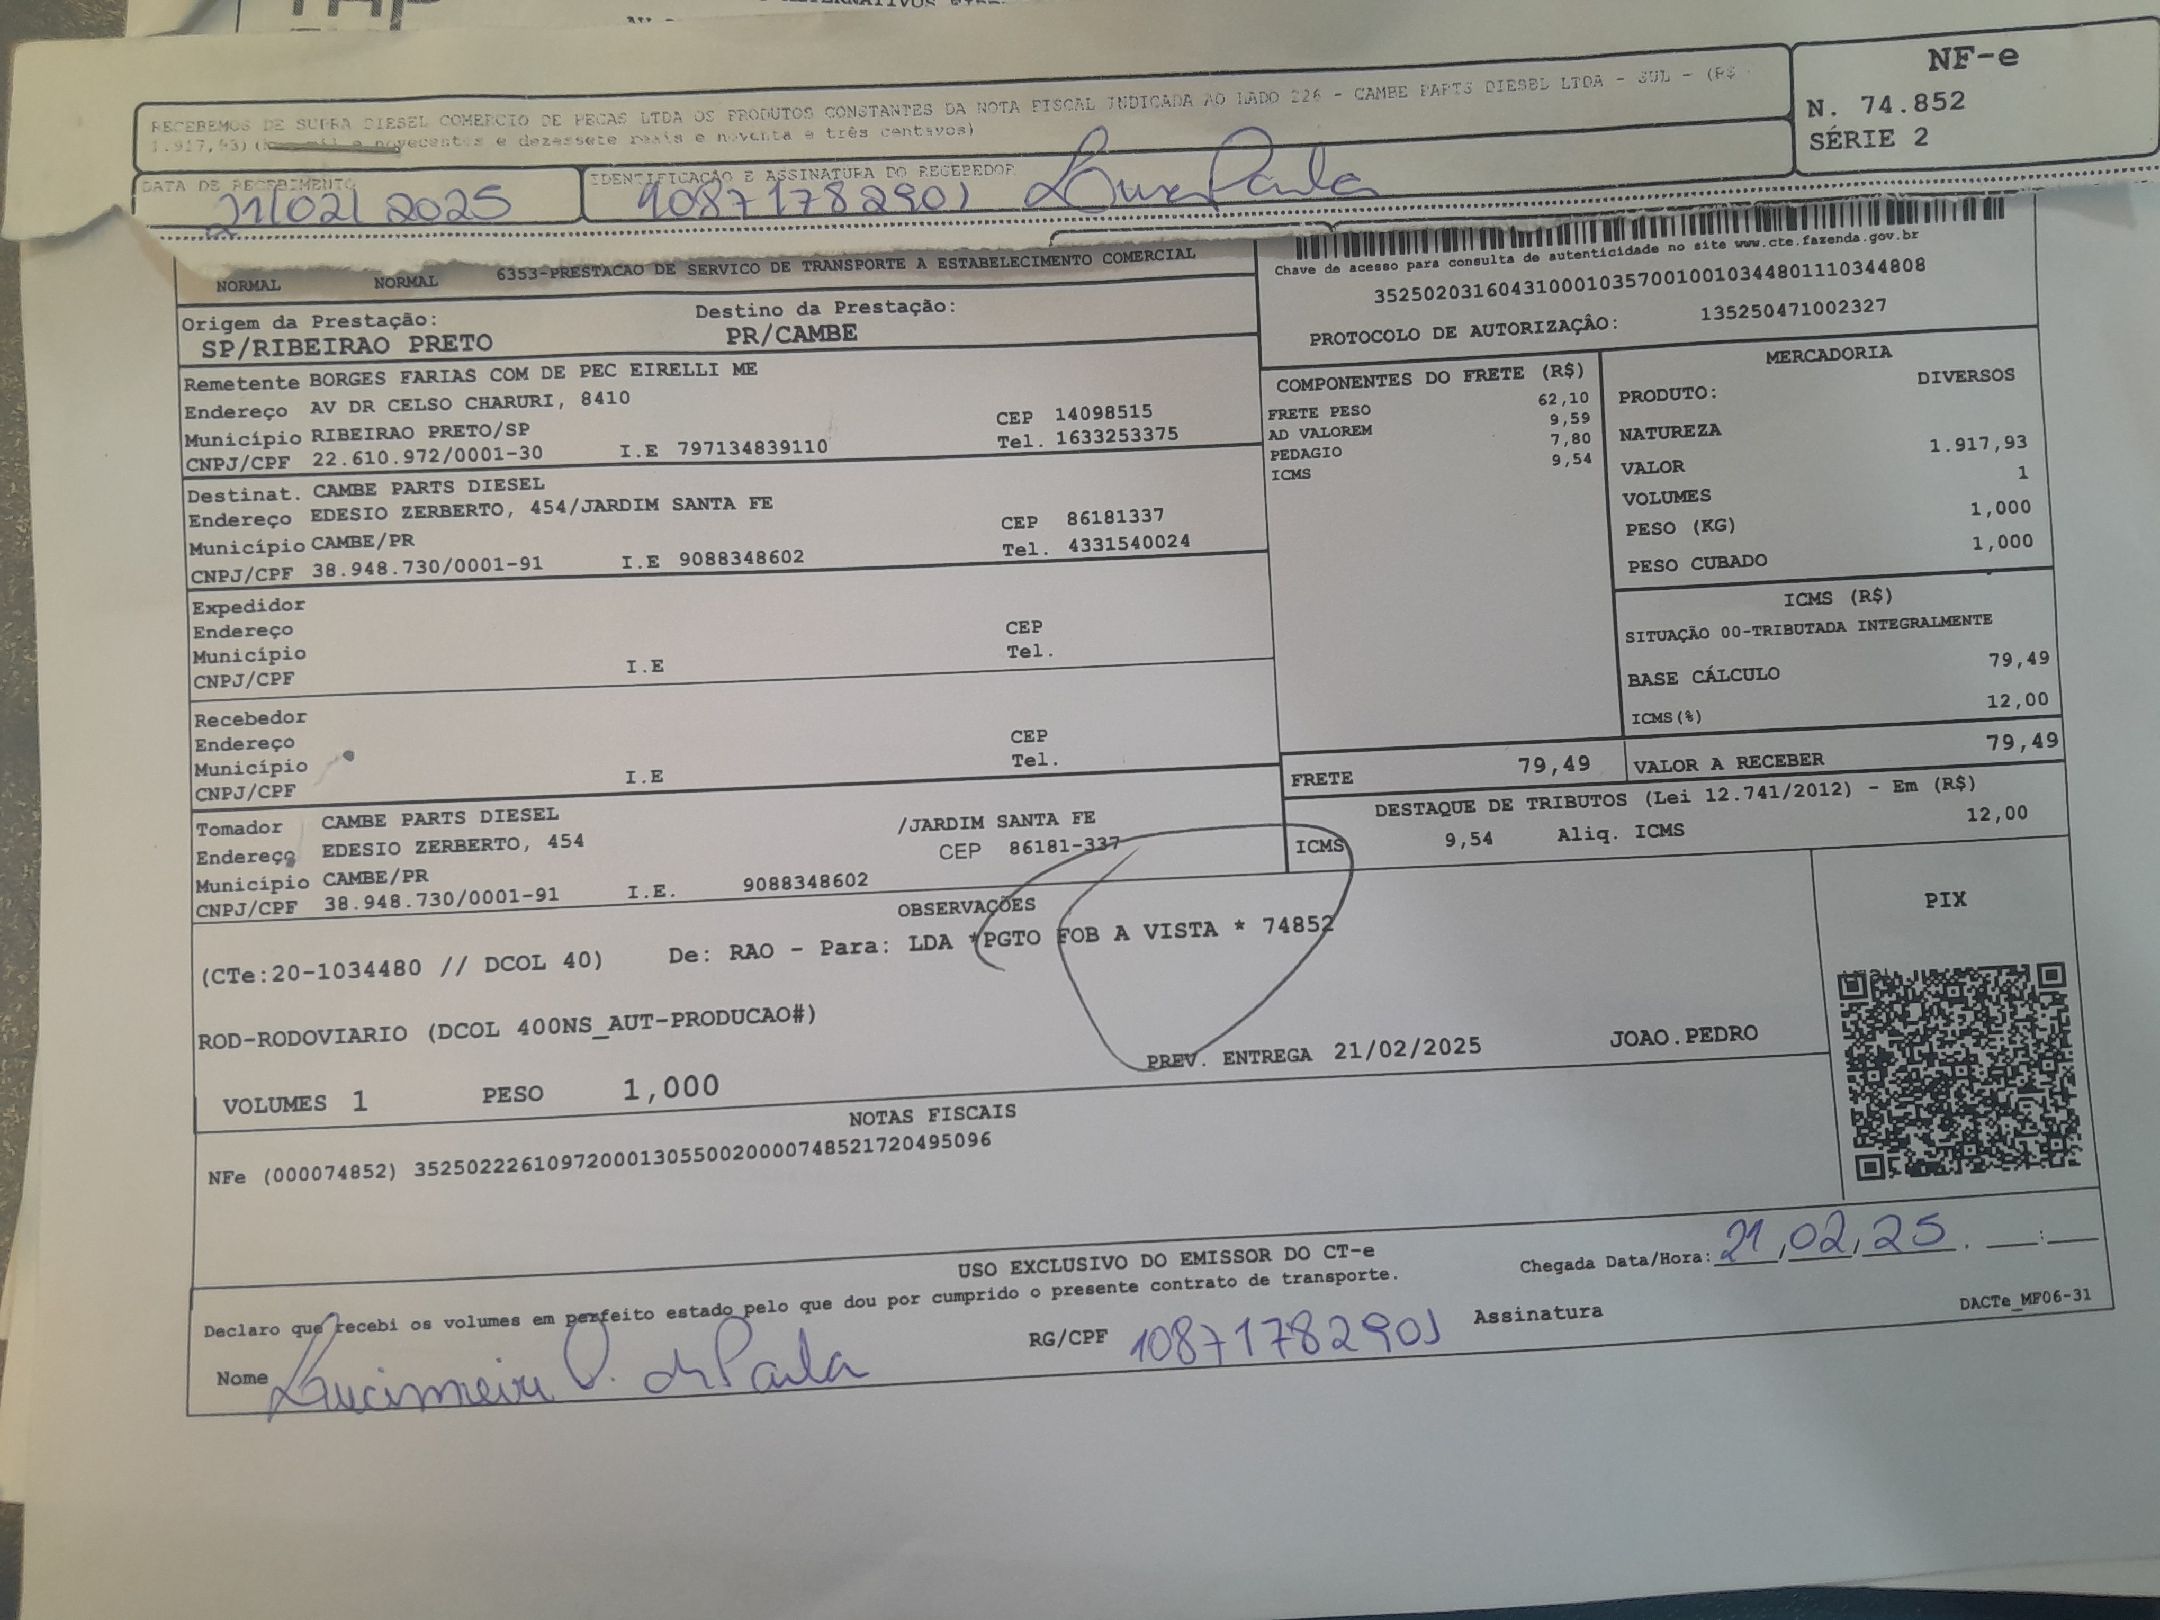 NF-e
N. 74.852
SÉRIE 2
RECEBEMOS DE SUPRA DIESEL COMERCIO DE PECAS LTDA OS PRODUTOS CONSTANTES DA NOTA FISCAL INDICADA AO LADO 226 - CAMBE PARTS DIESEL LTDA - SUL - (R$
1.917,93) ( e novecentos e dezessete reais e noventa e três centavos)
DATA DE RECEBIMENTO
21/02/2025
IDENTIFICAÇÃO E ASSINATURA DO RECEBEDOR
10871782901 Paula
NORMAL NORMAL 6353-PRESTACAO DE SERVICO DE TRANSPORTE A ESTABELECIMENTO COMERCIAL
Chave de acesso para consulta de autenticidade no site www.cte.fazenda.gov.br
35250203160431000103570010010344801110344808
PROTOCOLO DE AUTORIZAÇÂO: 135250471002327
Origem da Prestação: Destino da Prestação:
SP/RIBEIRAO PRETO PR/CAMBE
Remetente BORGES FARIAS COM DE PEC EIRELLI ME
Endereço AV DR CELSO CHARURI, 8410 CEP 14098515
Município RIBEIRAO PRETO/SP Tel. 1633253375
CNPJ/CPF 22.610.972/0001-30 I.E 797134839110
Destinat. CAMBE PARTS DIESEL
Endereço EDESIO ZERBERTO, 454/JARDIM SANTA FE CEP 86181337
Município CAMBE/PR Tel. 4331540024
CNPJ/CPF 38.948.730/0001-91 I.E 9088348602
Expedidor
Endereço CEP
Município Tel.
CNPJ/CPF I.E
Recebedor
Endereço CEP
Município Tel.
CNPJ/CPF I.E
Tomador CAMBE PARTS DIESEL
Endereço EDESIO ZERBERTO, 454 /JARDIM SANTA FE
Município CAMBE/PR CEP 86181-337
CNPJ/CPF 38.948.730/0001-91 I.E. 9088348602
COMPONENTES DO FRETE (R$)
FRETE PESO 62,10
AD VALOREM 9,59
PEDAGIO 7,80
ICMS 9,54
MERCADORIA
PRODUTO: DIVERSOS
NATUREZA
VALOR 1.917,93
VOLUMES 1
PESO (KG) 1,000
PESO CUBADO 1,000
ICMS (R$)
SITUAÇÃO 00-TRIBUTADA INTEGRALMENTE
BASE CÁLCULO 79,49
ICMS(%) 12,00
FRETE 79,49 VALOR A RECEBER 79,49
DESTAQUE DE TRIBUTOS (Lei 12.741/2012) - Em (R$)
ICMS 9,54 Aliq. ICMS 12,00
OBSERVAÇÕES
(CTe:20-1034480 // DCOL 40) De: RAO - Para: LDA *PGTO FOB A VISTA * 74852
ROD-RODOVIARIO (DCOL 400NS_AUT-PRODUCAO#)
PREV. ENTREGA 21/02/2025 JOAO.PEDRO
VOLUMES 1 PESO 1,000
PIX
NOTAS FISCAIS
NFe (000074852) 35250222610972000130550020000748521720495096
USO EXCLUSIVO DO EMISSOR DO CT-e
Declaro que recebi os volumes em perfeito estado pelo que dou por cumprido o presente contrato de transporte.
Chegada Data/Hora: 21,02,25. :
Nome Lucimeire P. de Paula RG/CPF 10871782901 Assinatura
DACTe_MF06-31